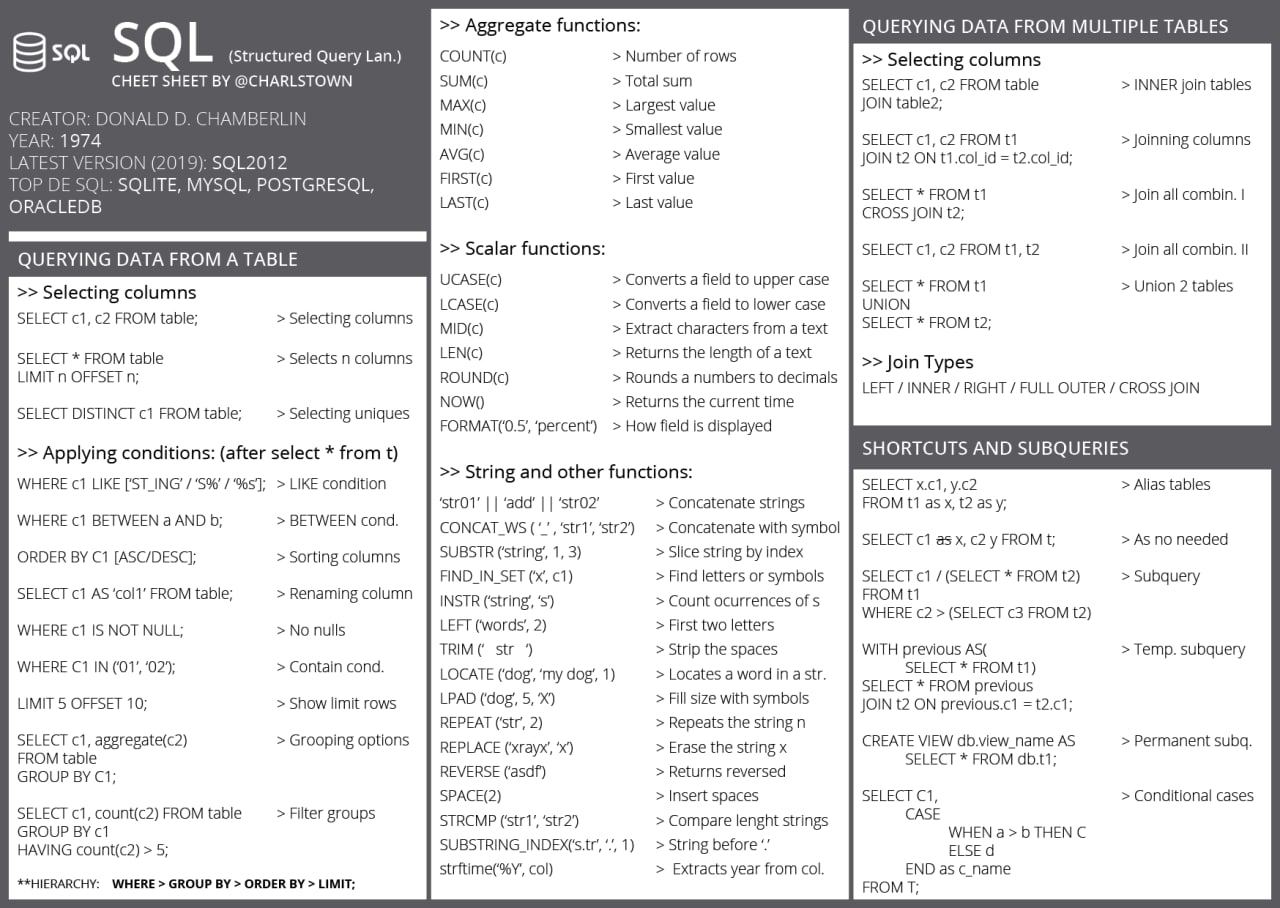 SQL
SQL (Structured Query Lan.)
CHEET SHEET BY @CHARLSTOWN
CREATOR: DONALD D. CHAMBERLIN
YEAR: 1974
LATEST VERSION (2019): SQL2012
TOP DE SQL: SQLITE, MYSQL, POSTGRESQL,
ORACLEDB
QUERYING DATA FROM A TABLE
>> Selecting columns
SELECT c1, c2 FROM table; > Selecting columns
SELECT * FROM table > Selects n columns
LIMIT n OFFSET n;
SELECT DISTINCT c1 FROM table; > Selecting uniques
>> Applying conditions: (after select * from t)
WHERE c1 LIKE [‘ST_ING’ / ‘S%’ / ‘%s’]; > LIKE condition
WHERE c1 BETWEEN a AND b; > BETWEEN cond.
ORDER BY C1 [ASC/DESC]; > Sorting columns
SELECT c1 AS ‘col1’ FROM table; > Renaming column
WHERE c1 IS NOT NULL; > No nulls
WHERE C1 IN (‘01’, ‘02’); > Contain cond.
LIMIT 5 OFFSET 10; > Show limit rows
SELECT c1, aggregate(c2) > Grooping options
FROM table
GROUP BY C1;
SELECT c1, count(c2) FROM table > Filter groups
GROUP BY c1
HAVING count(c2) > 5;
**HIERARCHY: WHERE > GROUP BY > ORDER BY > LIMIT;
>> Aggregate functions:
COUNT(c) > Number of rows
SUM(c) > Total sum
MAX(c) > Largest value
MIN(c) > Smallest value
AVG(c) > Average value
FIRST(c) > First value
LAST(c) > Last value
>> Scalar functions:
UCASE(c) > Converts a field to upper case
LCASE(c) > Converts a field to lower case
MID(c) > Extract characters from a text
LEN(c) > Returns the length of a text
ROUND(c) > Rounds a numbers to decimals
NOW() > Returns the current time
FORMAT(‘0.5’, ‘percent’) > How field is displayed
>> String and other functions:
‘str01’ || ‘add’ || ‘str02’ > Concatenate strings
CONCAT_WS ( ‘_’ , ‘str1’, ‘str2’) > Concatenate with symbol
SUBSTR (‘string’, 1, 3) > Slice string by index
FIND_IN_SET (‘x’, c1) > Find letters or symbols
INSTR (‘string’, ‘s’) > Count ocurrences of s
LEFT (‘words’, 2) > First two letters
TRIM (‘ str ‘) > Strip the spaces
LOCATE (‘dog’, ‘my dog’, 1) > Locates a word in a str.
LPAD (‘dog’, 5, ‘X’) > Fill size with symbols
REPEAT (‘str’, 2) > Repeats the string n
REPLACE (‘xrayx’, ‘x’) > Erase the string x
REVERSE (‘asdf’) > Returns reversed
SPACE(2) > Insert spaces
STRCMP (‘str1’, ‘str2’) > Compare lenght strings
SUBSTRING_INDEX(‘s.tr’, ‘.’, 1) > String before ‘.’
strftime(‘%Y’, col) > Extracts year from col.
QUERYING DATA FROM MULTIPLE TABLES
>> Selecting columns
SELECT c1, c2 FROM table > INNER join tables
JOIN table2;
SELECT c1, c2 FROM t1 > Joinning columns
JOIN t2 ON t1.col_id = t2.col_id;
SELECT * FROM t1 > Join all combin. I
CROSS JOIN t2;
SELECT c1, c2 FROM t1, t2 > Join all combin. II
SELECT * FROM t1 > Union 2 tables
UNION
SELECT * FROM t2;
>> Join Types
LEFT / INNER / RIGHT / FULL OUTER / CROSS JOIN
SHORTCUTS AND SUBQUERIES
SELECT x.c1, y.c2 > Alias tables
FROM t1 as x, t2 as y;
SELECT c1 as x, c2 y FROM t; > As no needed
SELECT c1 / (SELECT * FROM t2) > Subquery
FROM t1
WHERE c2 > (SELECT c3 FROM t2)
WITH previous AS( > Temp. subquery
SELECT * FROM t1)
SELECT * FROM previous
JOIN t2 ON previous.c1 = t2.c1;
CREATE VIEW db.view_name AS > Permanent subq.
SELECT * FROM db.t1;
SELECT C1, > Conditional cases
CASE
WHEN a > b THEN C
ELSE d
END as c_name
FROM T;